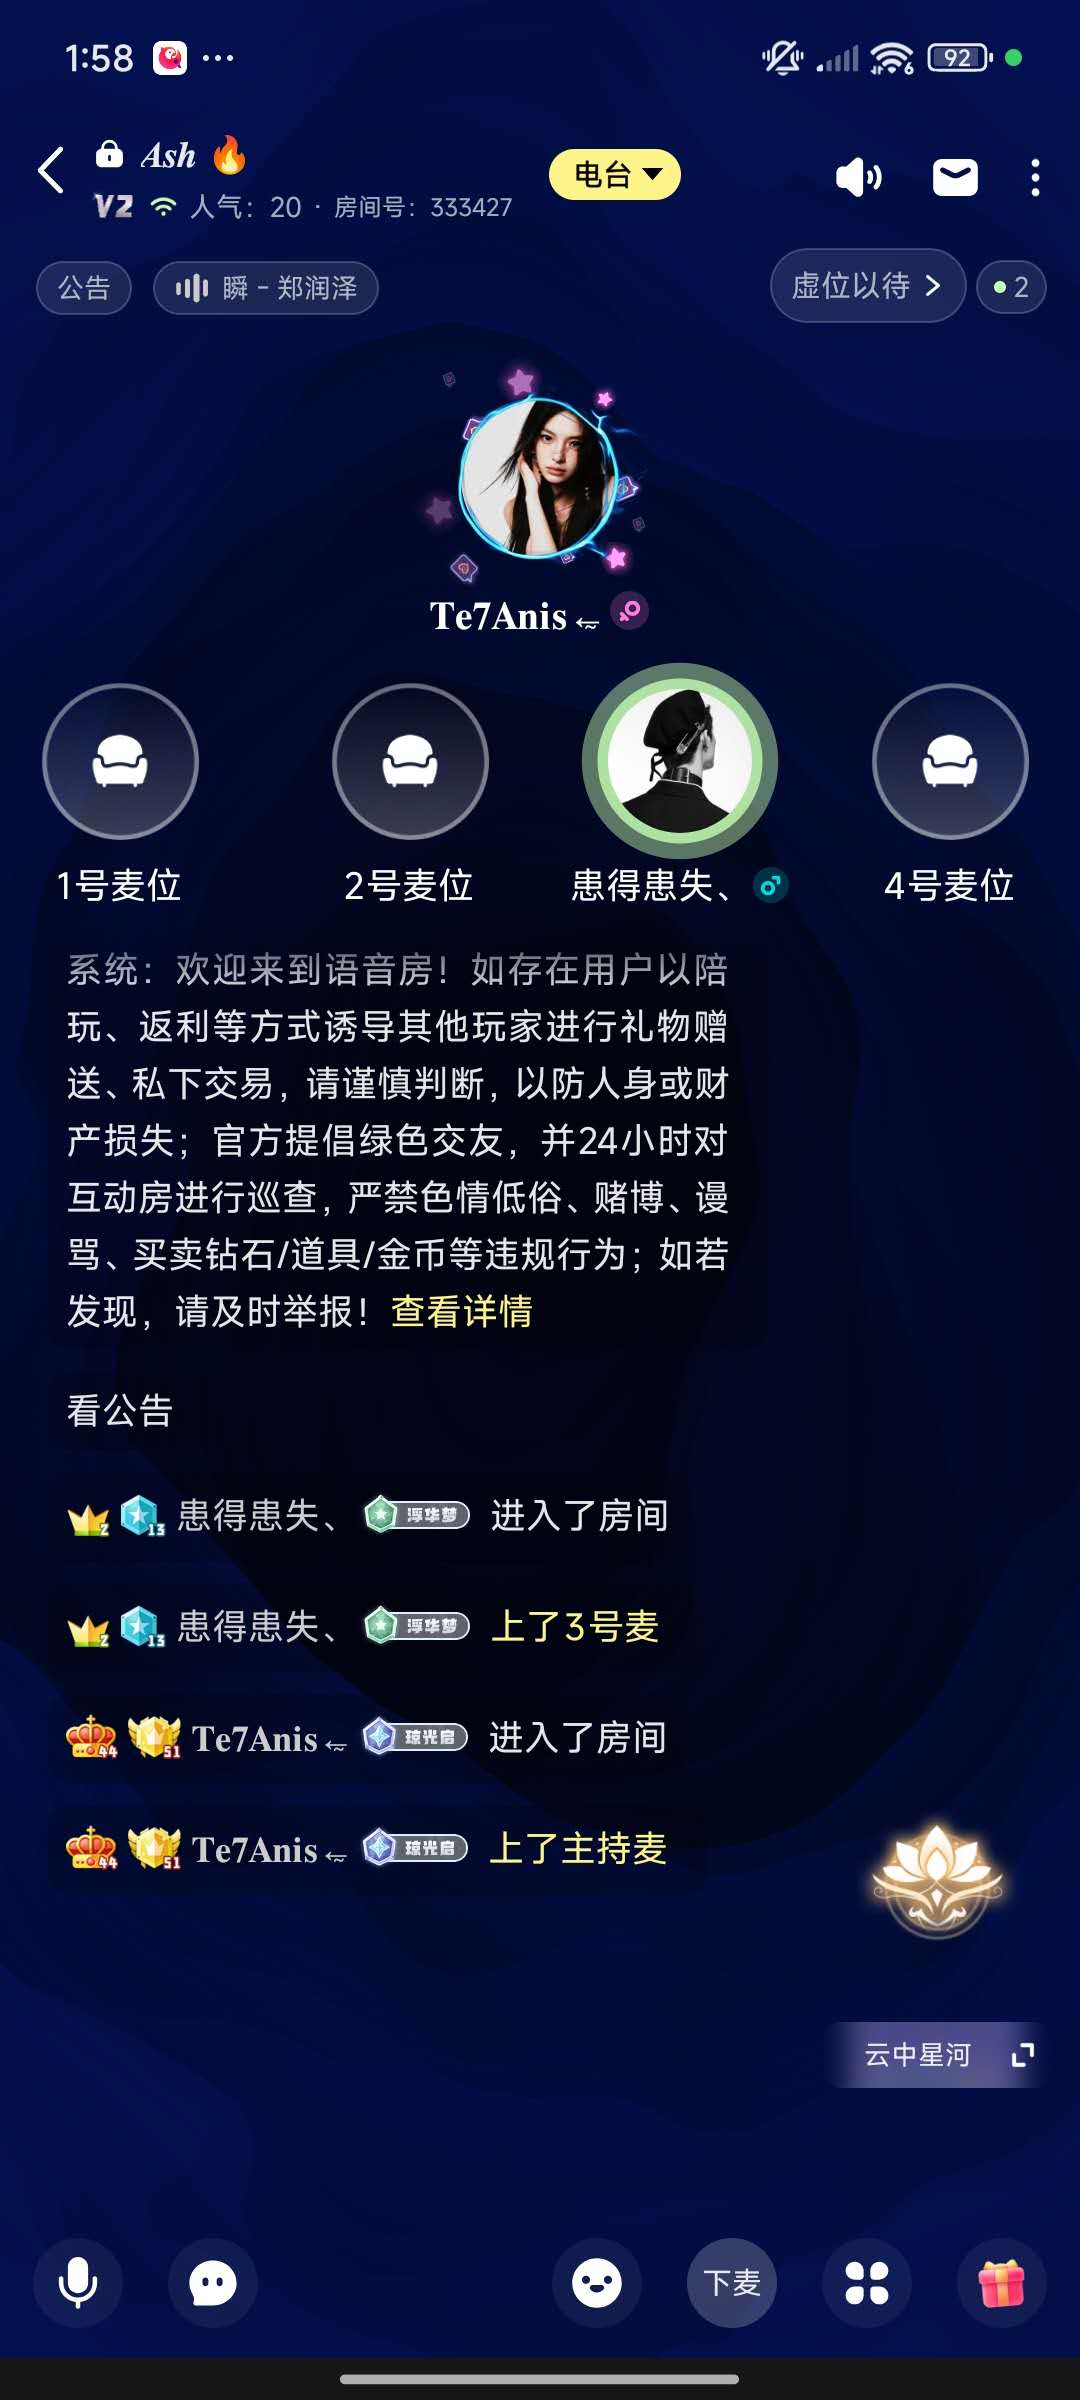 1:58
92
6
Ash 🔥
电台
V2 人气：20 · 房间号：333427
公告
瞬 - 郑润泽
虚位以待
2
Te7Anis
1号麦位
2号麦位
患得患失、
4号麦位
系统：欢迎来到语音房！如存在用户以陪
玩、返利等方式诱导其他玩家进行礼物赠
送、私下交易，请谨慎判断，以防人身或财
产损失；官方提倡绿色交友，并24小时对
互动房进行巡查，严禁色情低俗、赌博、谩
骂、买卖钻石/道具/金币等违规行为；如若
发现，请及时举报！查看详情
看公告
2 13 患得患失、 浮华梦 进入了房间
2 13 患得患失、 浮华梦 上了3号麦
44 51 Te7Anis 琼光启 进入了房间
44 51 Te7Anis 琼光启 上了主持麦
云中星河
下麦